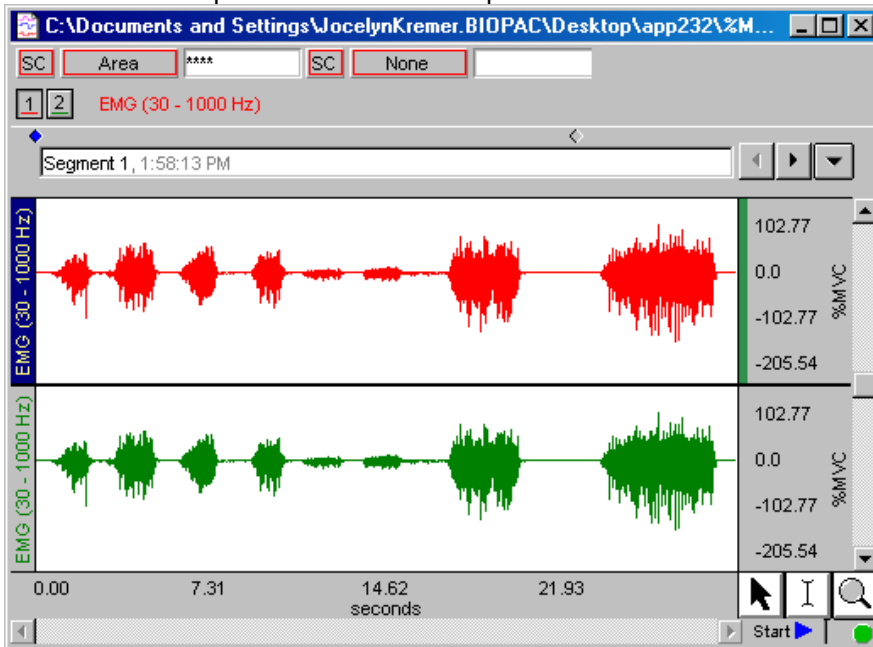 C:\Documents and Settings\JocelynKremer.BIOPAC\Desktop\app232\%M...
SC Area **** SC None
1 2 EMG (30 - 1000 Hz)
Segment 1, 1:58:13 PM
EMG (30 - 1000 Hz)
102.77
0.0
-102.77
-205.54
%MVC
EMG (30 - 1000 Hz)
102.77
0.0
-102.77
-205.54
%MVC
0.00 7.31 14.62 21.93
seconds
Start